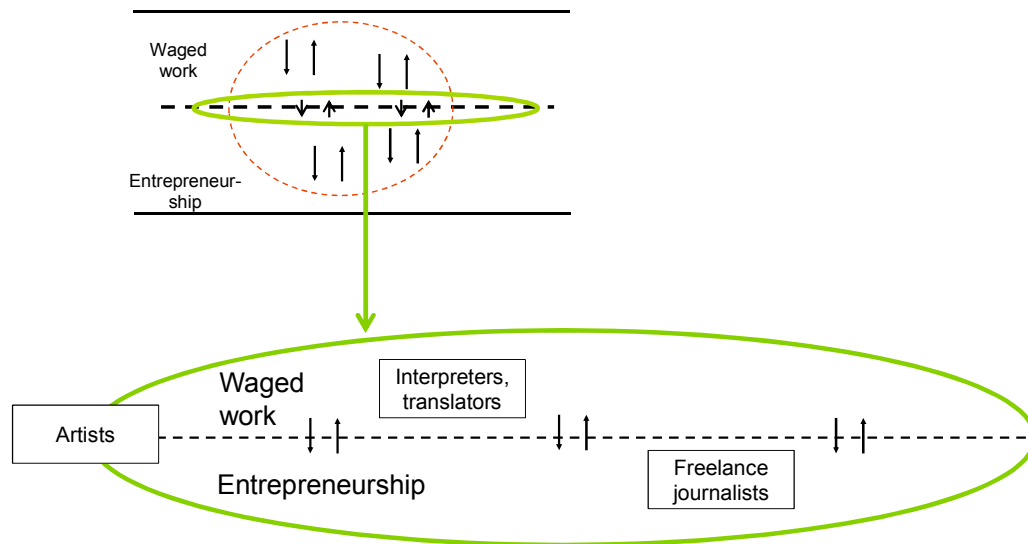 Waged
work
Entrepreneur-
ship
Waged
work
Interpreters,
translators
Artists
Entrepreneurship
Freelance
journalists